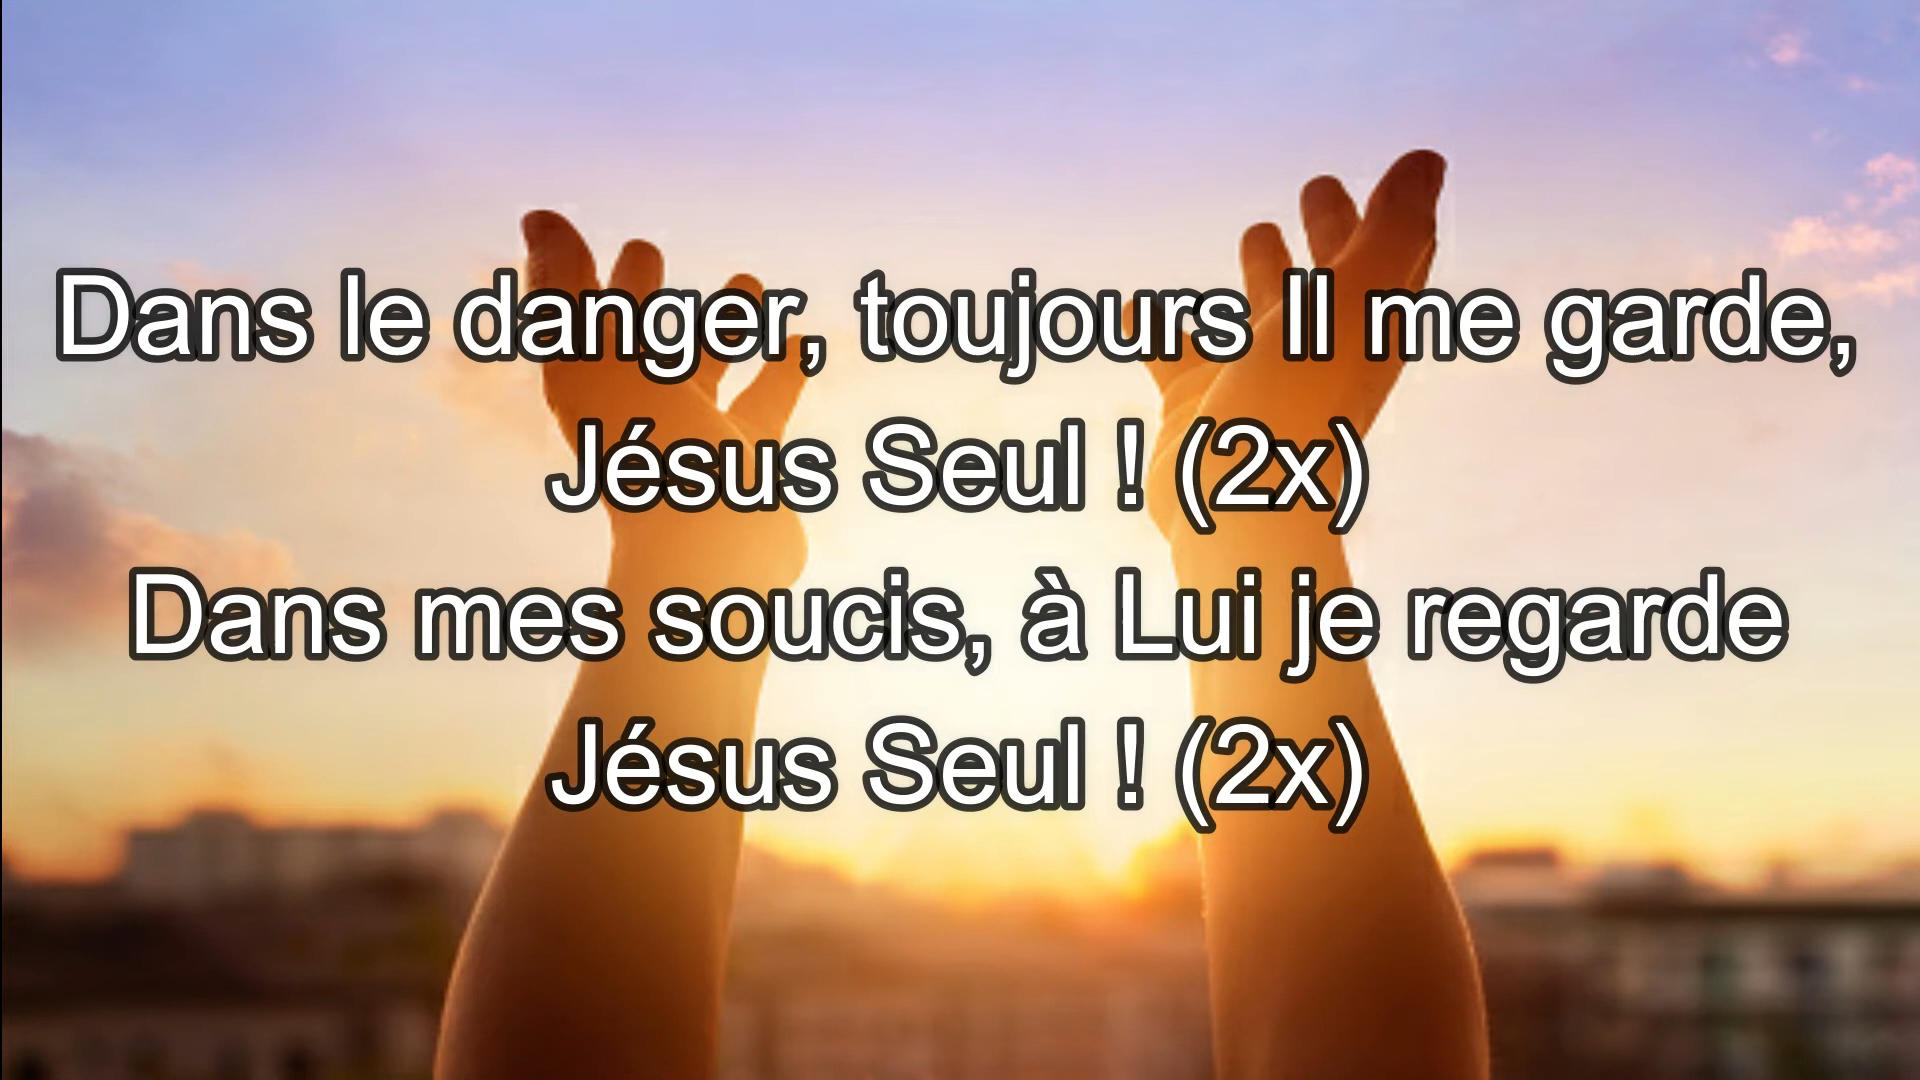 Dans le danger, toujours Il me garde,
Jésus Seul ! (2x)
Dans mes soucis, à Lui je regarde
Jésus Seul ! (2x)